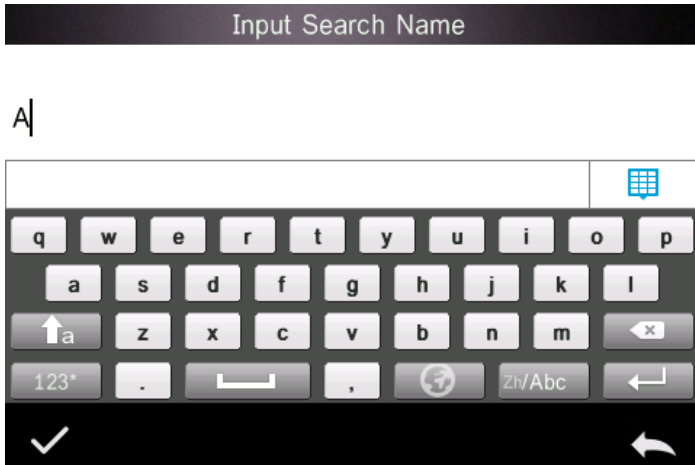 Input Search Name
A
q w e r t y u i o p
a s d f g h j k l
a z x c v b n m
123* . , Zh/Abc